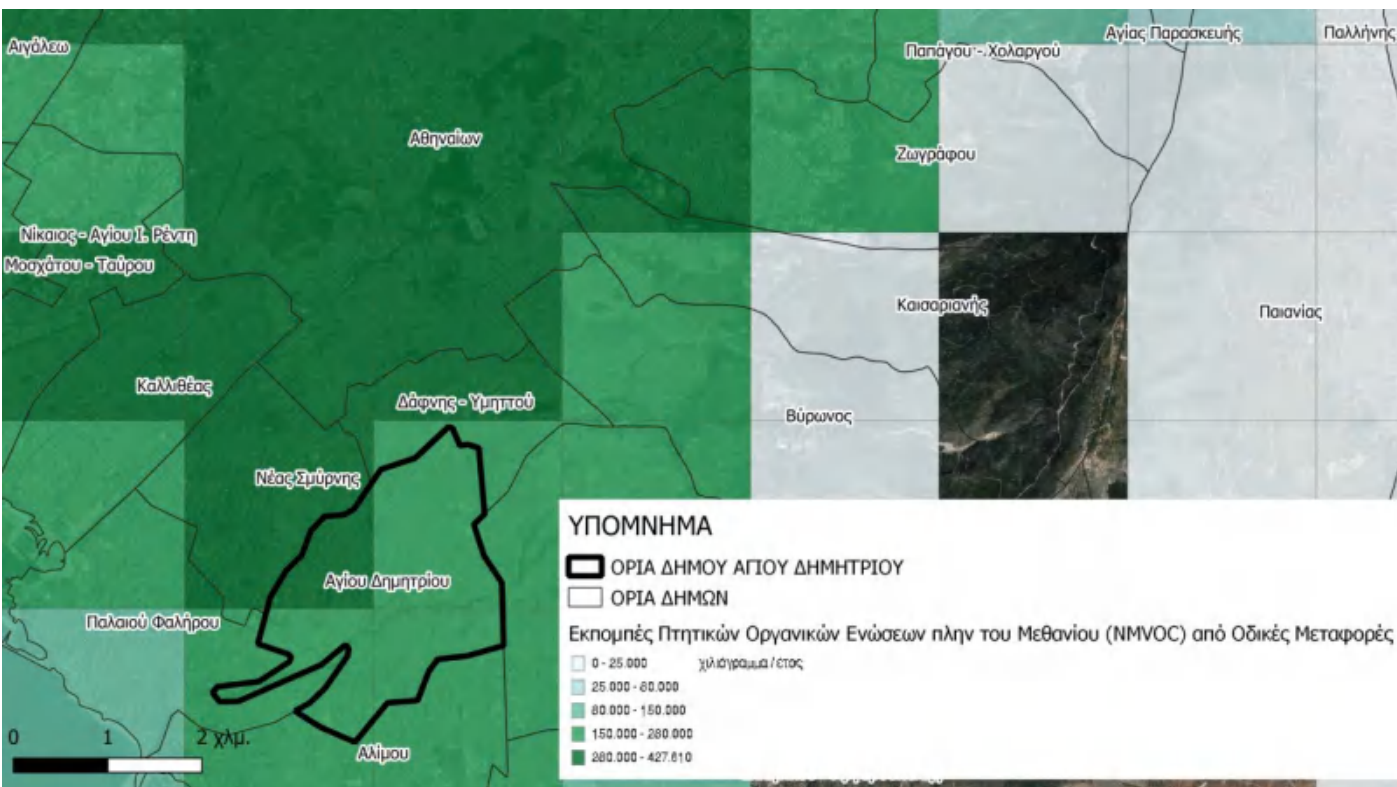 Αιγάλεω
Παπάγου - Χολαργού
Αγίας Παρασκευής
Παλλήνης
Αθηναίων
Ζωγράφου
Νίκαιος - Αγίου Ι. Ρέντη
Μοσχάτου - Ταύρου
Καισαριανής
Παιανίας
Καλλιθέας
Δάφνης - Υμηττού
Βύρωνος
Νέας Σμύρνης
Αγίου Δημητρίου
Παλαιού Φαλήρου
Αλίμου
0 1 2 χλμ.
ΥΠΟΜΝΗΜΑ
ΟΡΙΑ ΔΗΜΟΥ ΑΓΙΟΥ ΔΗΜΗΤΡΙΟΥ
ΟΡΙΑ ΔΗΜΩΝ
Εκπομπές Πτητικών Οργανικών Ενώσεων πλην του Μεθανίου (NMVOC) από Οδικές Μεταφορές
0 - 25.000 χιλιόγραμμα / έτος
25.000 - 80.000
80.000 - 150.000
150.000 - 280.000
280.000 - 427.610